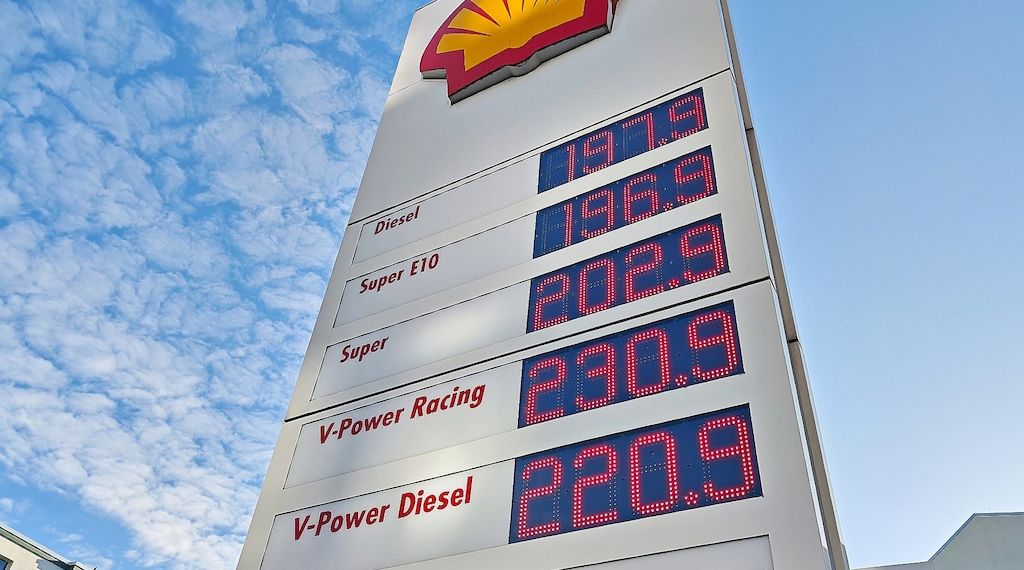 Diesel 197.9
Super E10 196.9
Super 202.9
V-Power Racing 230.9
V-Power Diesel 220.9